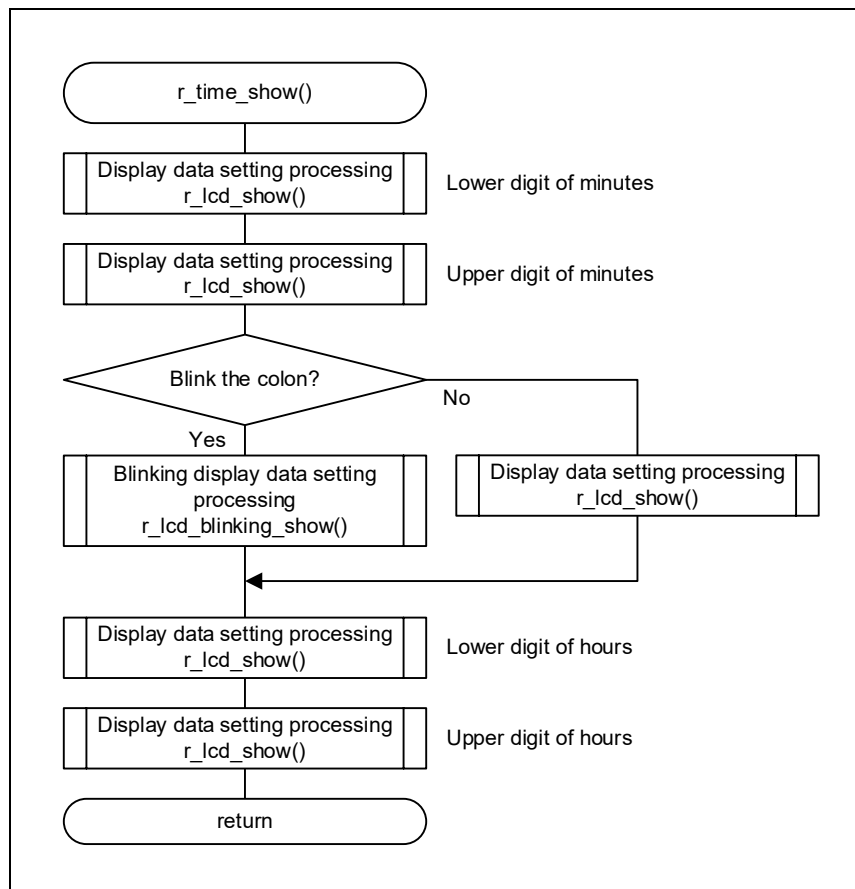 r_time_show()
Display data setting processing
r_lcd_show()
Lower digit of minutes
Display data setting processing
r_lcd_show()
Upper digit of minutes
Blink the colon?
No
Yes
Blinking display data setting
processing
r_lcd_blinking_show()
Display data setting processing
r_lcd_show()
Display data setting processing
r_lcd_show()
Lower digit of hours
Display data setting processing
r_lcd_show()
Upper digit of hours
return